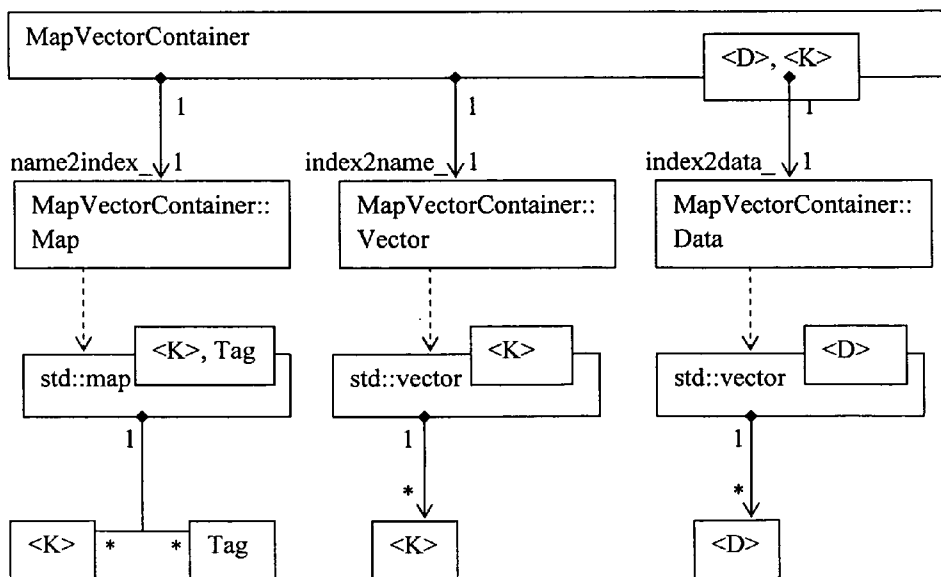 MapVectorContainer
<D>, <K>
1 1 1
name2index_ 1 index2name_ 1 index2data_ 1
MapVectorContainer::
Map
MapVectorContainer::
Vector
MapVectorContainer::
Data
<K>, Tag
std::map
<K>
std::vector
<D>
std::vector
1 1 1
* *
<K> * * Tag <K> <D>